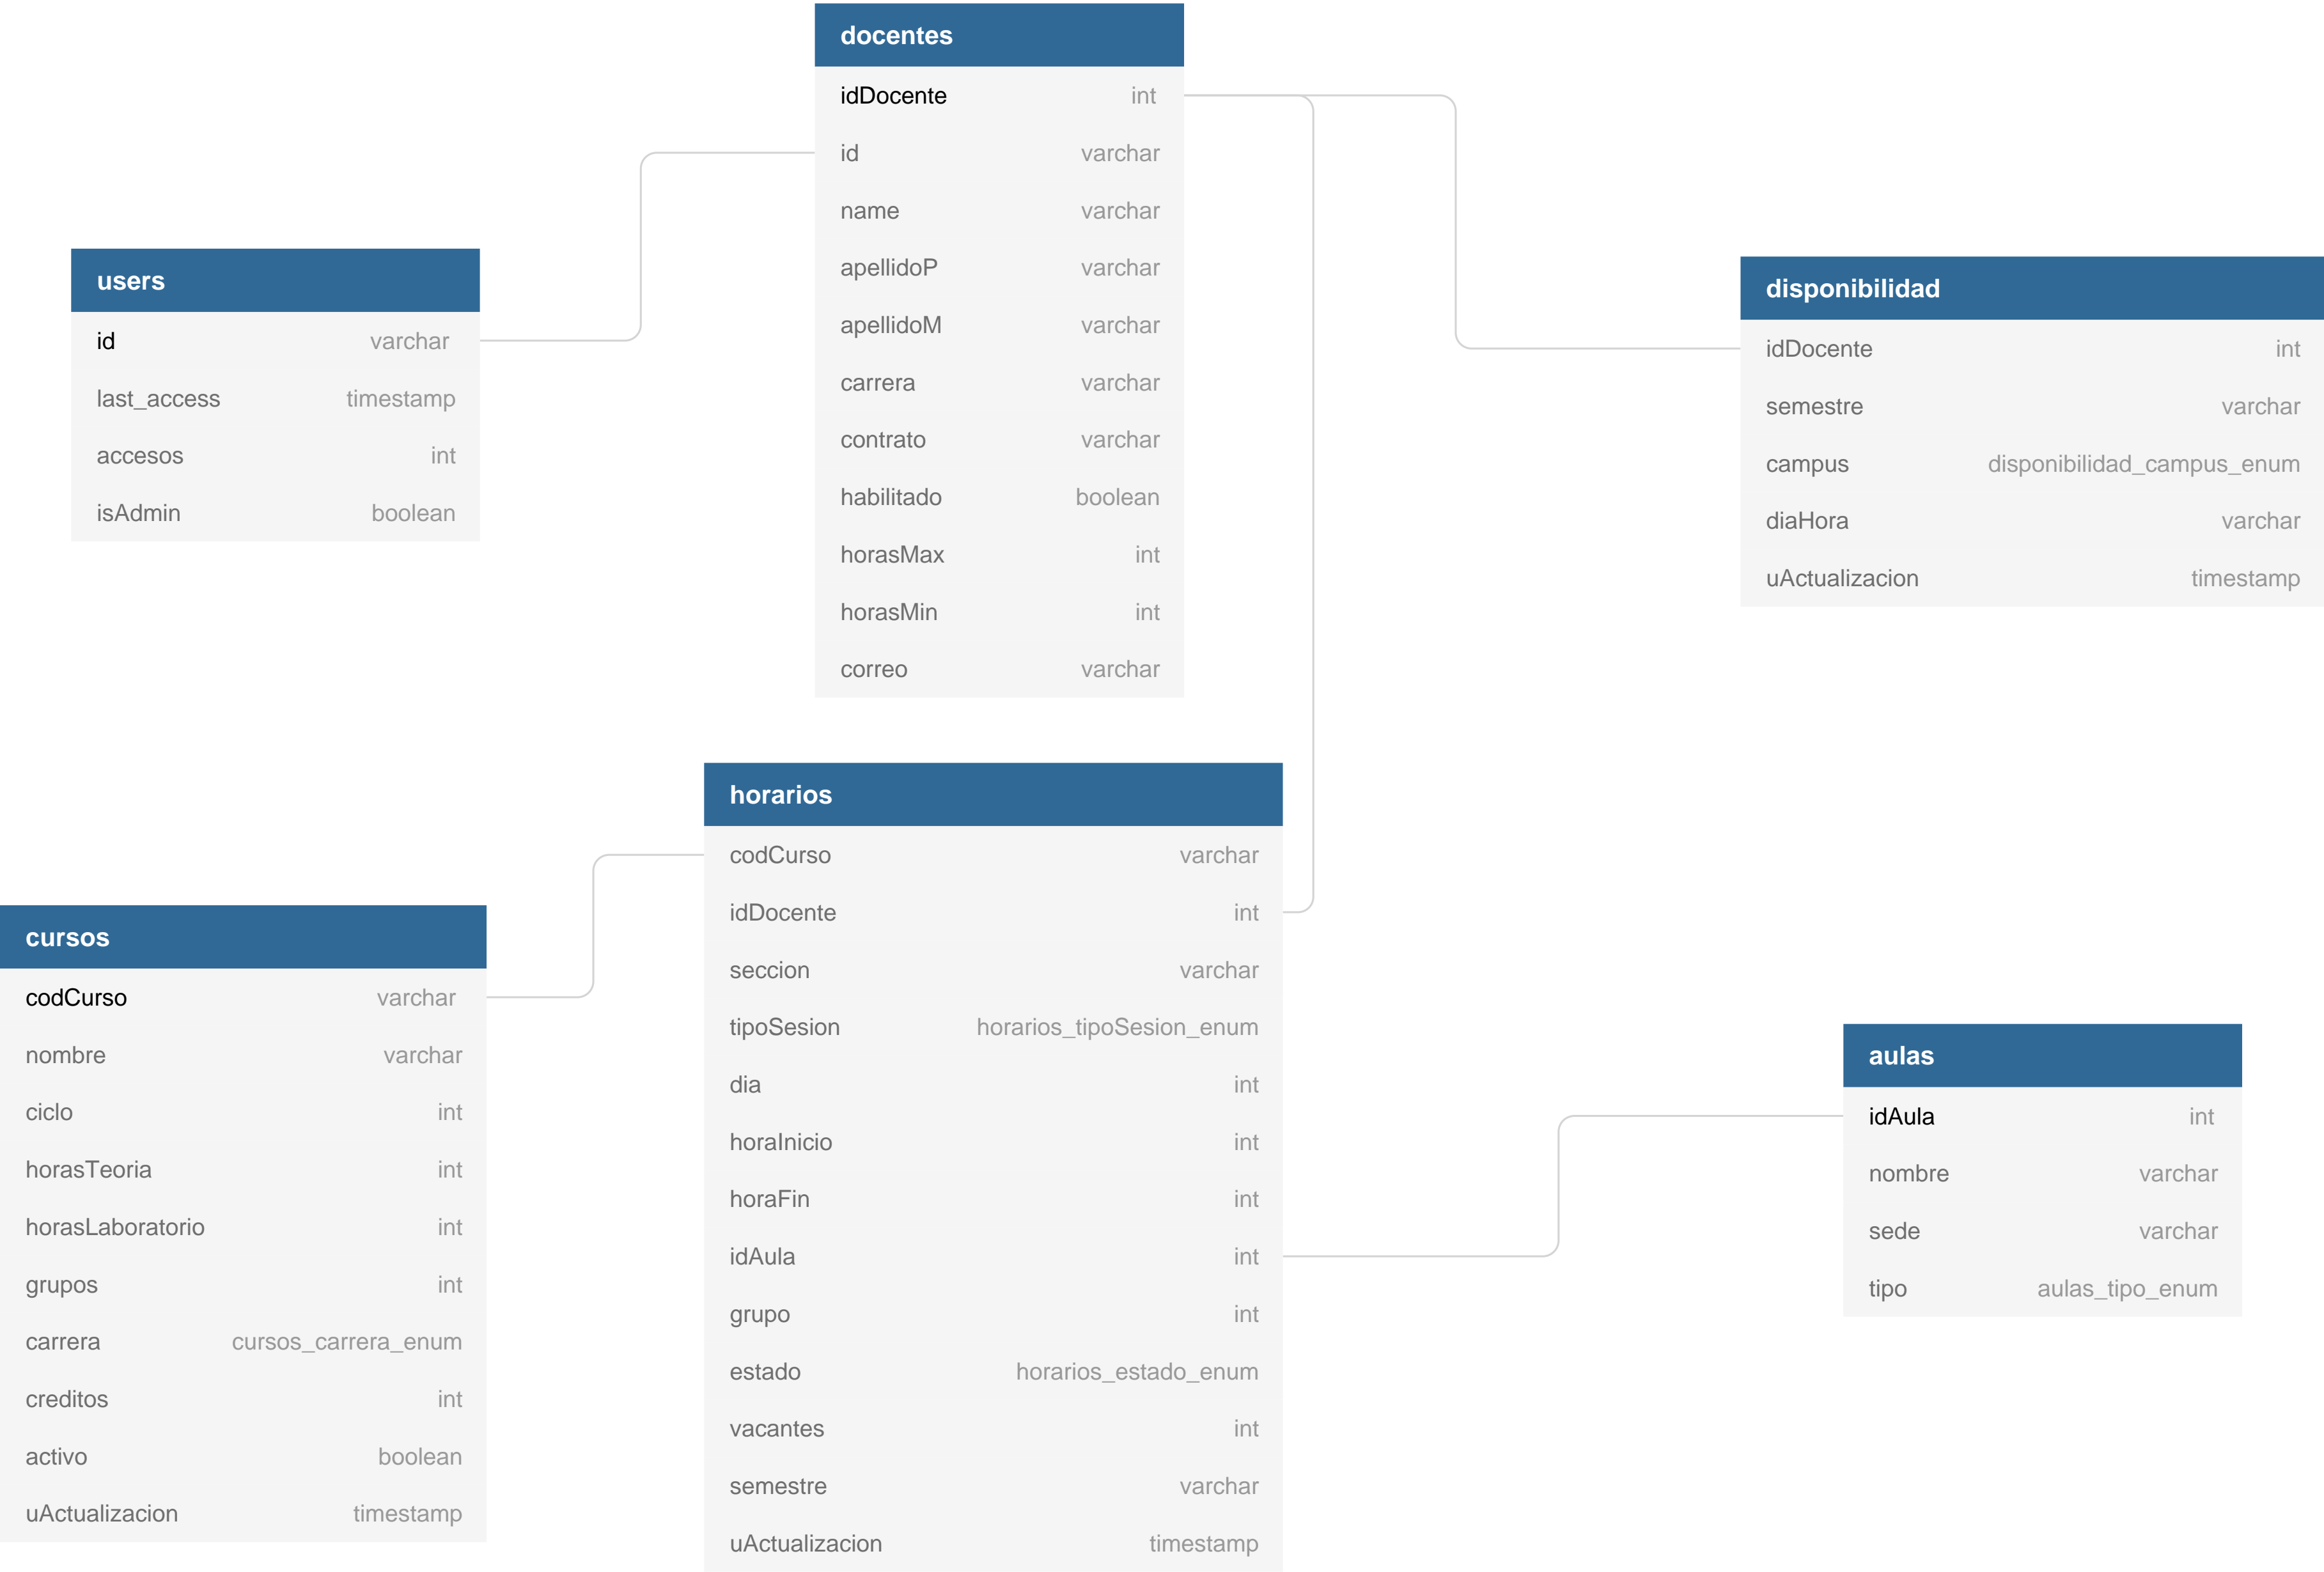 docentes
idDocente int
id varchar
name varchar
apellidoP varchar
apellidoM varchar
carrera varchar
contrato varchar
habilitado boolean
horasMax int
horasMin int
correo varchar
users
id varchar
last_access timestamp
accesos int
isAdmin boolean
disponibilidad
idDocente int
semestre varchar
campus disponibilidad_campus_enum
diaHora varchar
uActualizacion timestamp
horarios
codCurso varchar
idDocente int
seccion varchar
tipoSesion horarios_tipoSesion_enum
dia int
horaInicio int
horaFin int
idAula int
grupo int
estado horarios_estado_enum
vacantes int
semestre varchar
uActualizacion timestamp
cursos
codCurso varchar
nombre varchar
ciclo int
horasTeoria int
horasLaboratorio int
grupos int
carrera cursos_carrera_enum
creditos int
activo boolean
uActualizacion timestamp
aulas
idAula int
nombre varchar
sede varchar
tipo aulas_tipo_enum